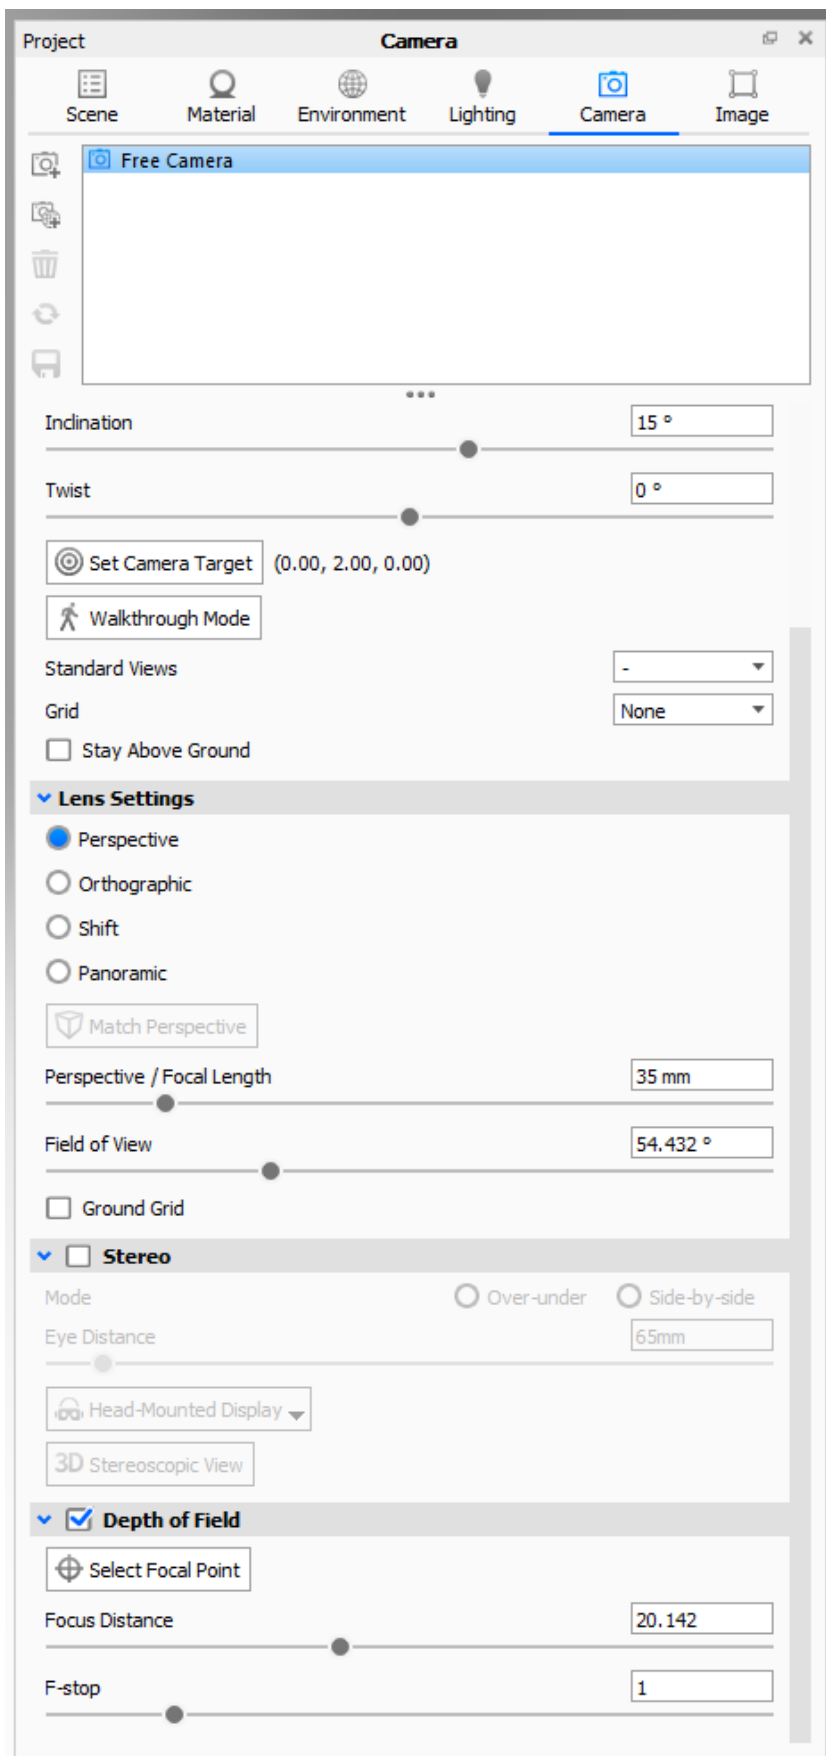 Project Camera
Scene Material Environment Lighting Camera Image
Free Camera
Inclination 15 °
Twist 0 °
Set Camera Target (0.00, 2.00, 0.00)
Walkthrough Mode
Standard Views -
Grid None
Stay Above Ground
Lens Settings
Perspective
Orthographic
Shift
Panoramic
Match Perspective
Perspective / Focal Length 35 mm
Field of View 54.432 °
Ground Grid
Stereo
Mode Over-under Side-by-side
Eye Distance 65mm
Head-Mounted Display
3D Stereoscopic View
Depth of Field
Select Focal Point
Focus Distance 20.142
F-stop 1